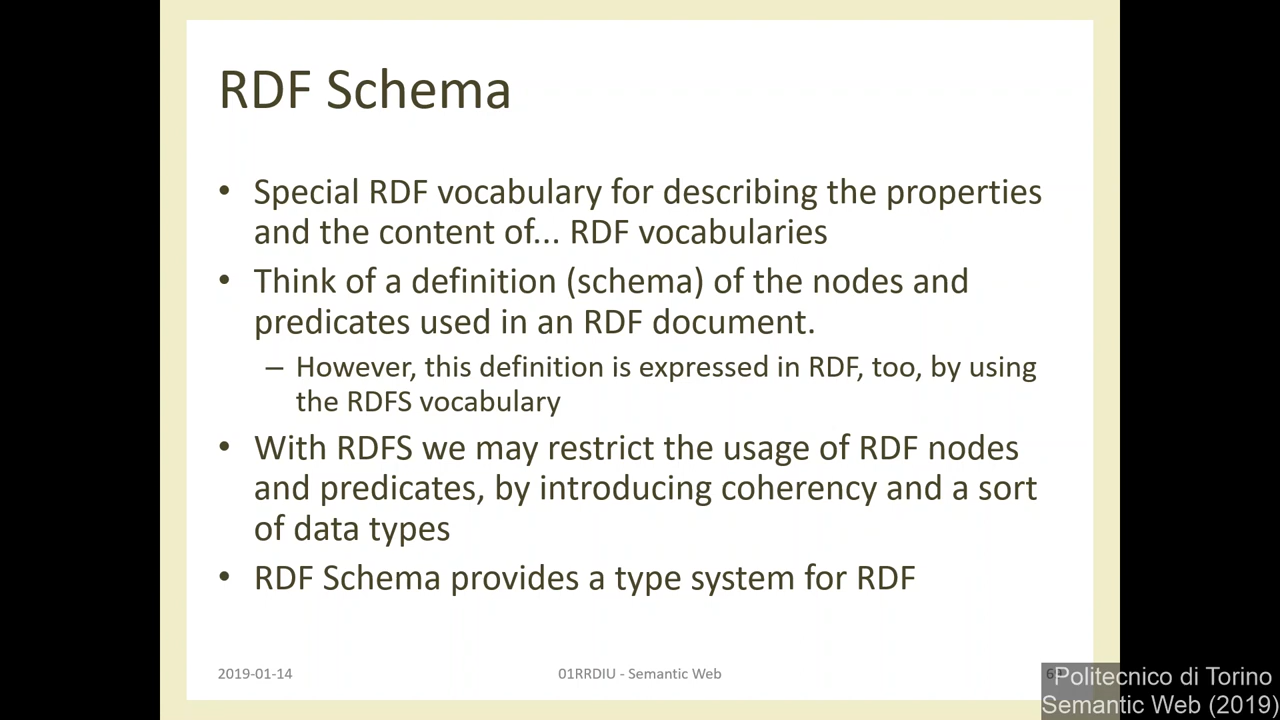 RDF Schema
• Special RDF vocabulary for describing the properties
and the content of... RDF vocabularies
• Think of a definition (schema) of the nodes and
predicates used in an RDF document.
– However, this definition is expressed in RDF, too, by using
the RDFS vocabulary
• With RDFS we may restrict the usage of RDF nodes
and predicates, by introducing coherency and a sort
of data types
• RDF Schema provides a type system for RDF
2019-01-14
01RRDIU - Semantic Web
Politecnico di Torino
Semantic Web (2019)